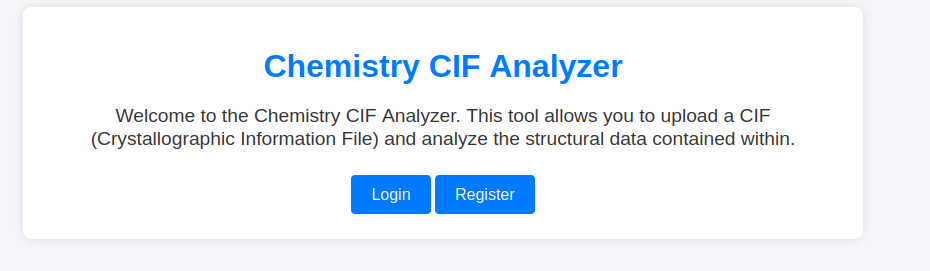 Chemistry CIF Analyzer
Welcome to the Chemistry CIF Analyzer. This tool allows you to upload a CIF
(Crystallographic Information File) and analyze the structural data contained within.
Login Register